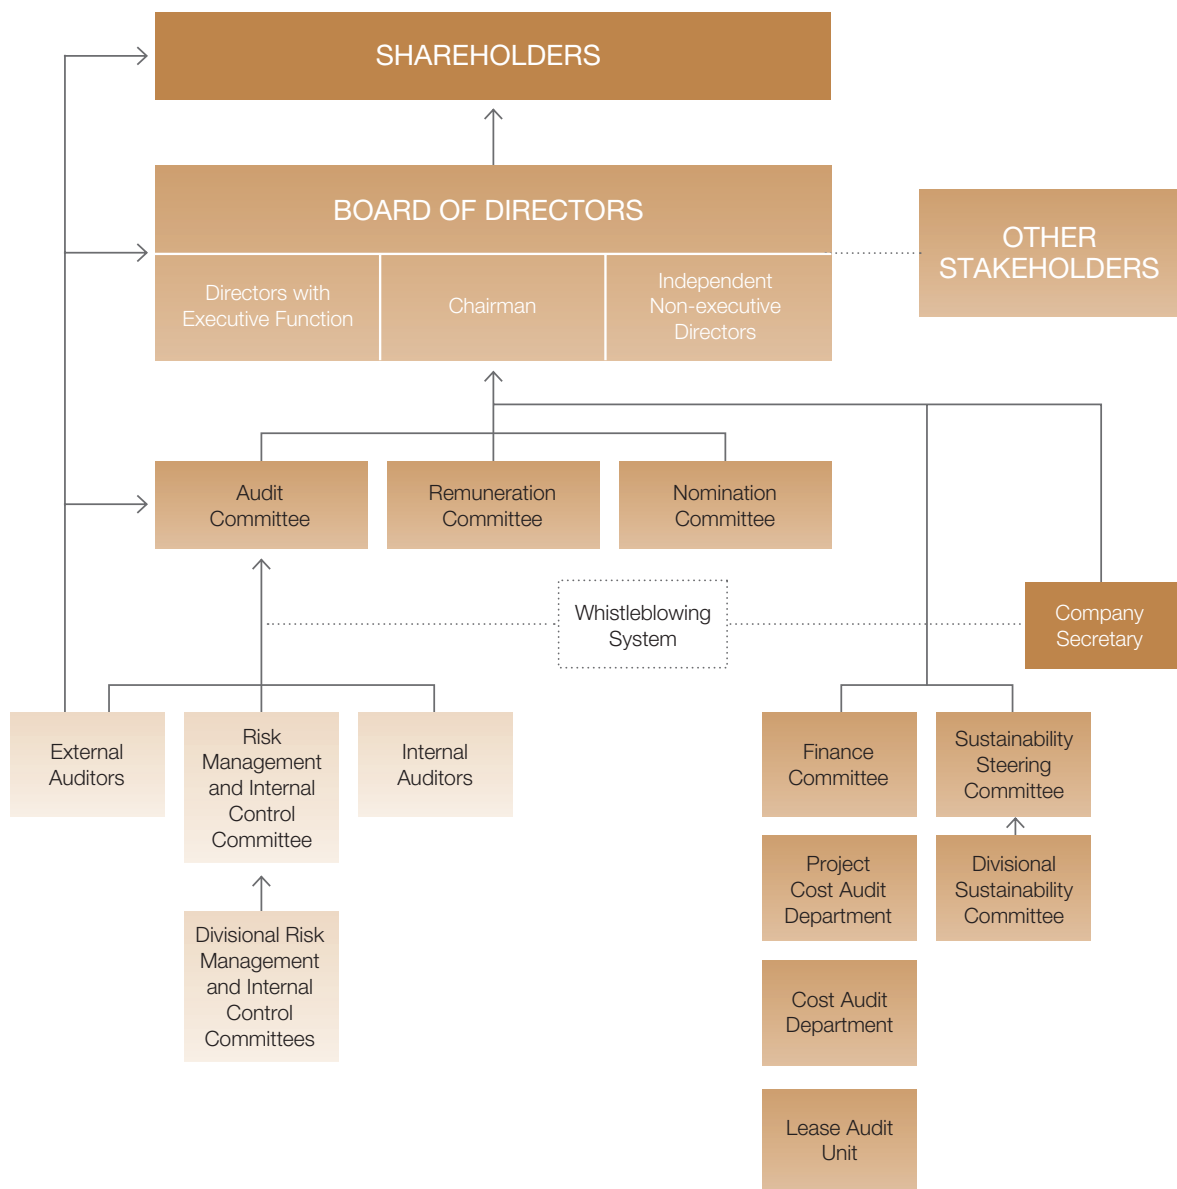 SHAREHOLDERS
BOARD OF DIRECTORS
Directors with
Executive Function
Chairman
Independent
Non-executive
Directors
OTHER
STAKEHOLDERS
Audit
Committee
Remuneration
Committee
Nomination
Committee
Whistleblowing
System
Company
Secretary
External
Auditors
Risk
Management
and Internal
Control
Committee
Internal
Auditors
Finance
Committee
Sustainability
Steering
Committee
Divisional Risk
Management
and Internal
Control
Committees
Project
Cost Audit
Department
Divisional
Sustainability
Committee
Cost Audit
Department
Lease Audit
Unit